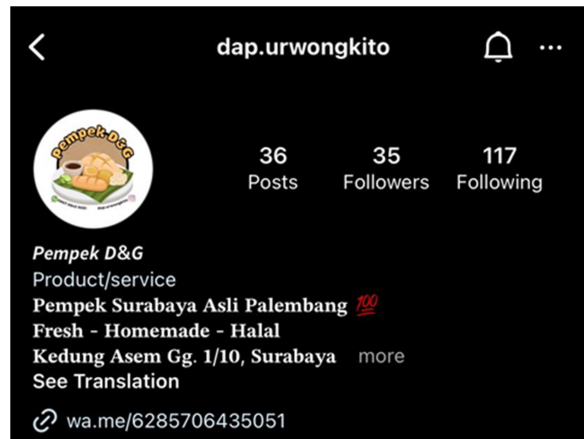 dap.urwongkito
Pempek D&G
36 35 117
Posts Followers Following
Pempek D&G
Product/service
Pempek Surabaya Asli Palembang 💯
Fresh - Homemade - Halal
Kedung Asem Gg. 1/10, Surabaya more
See Translation
wa.me/6285706435051